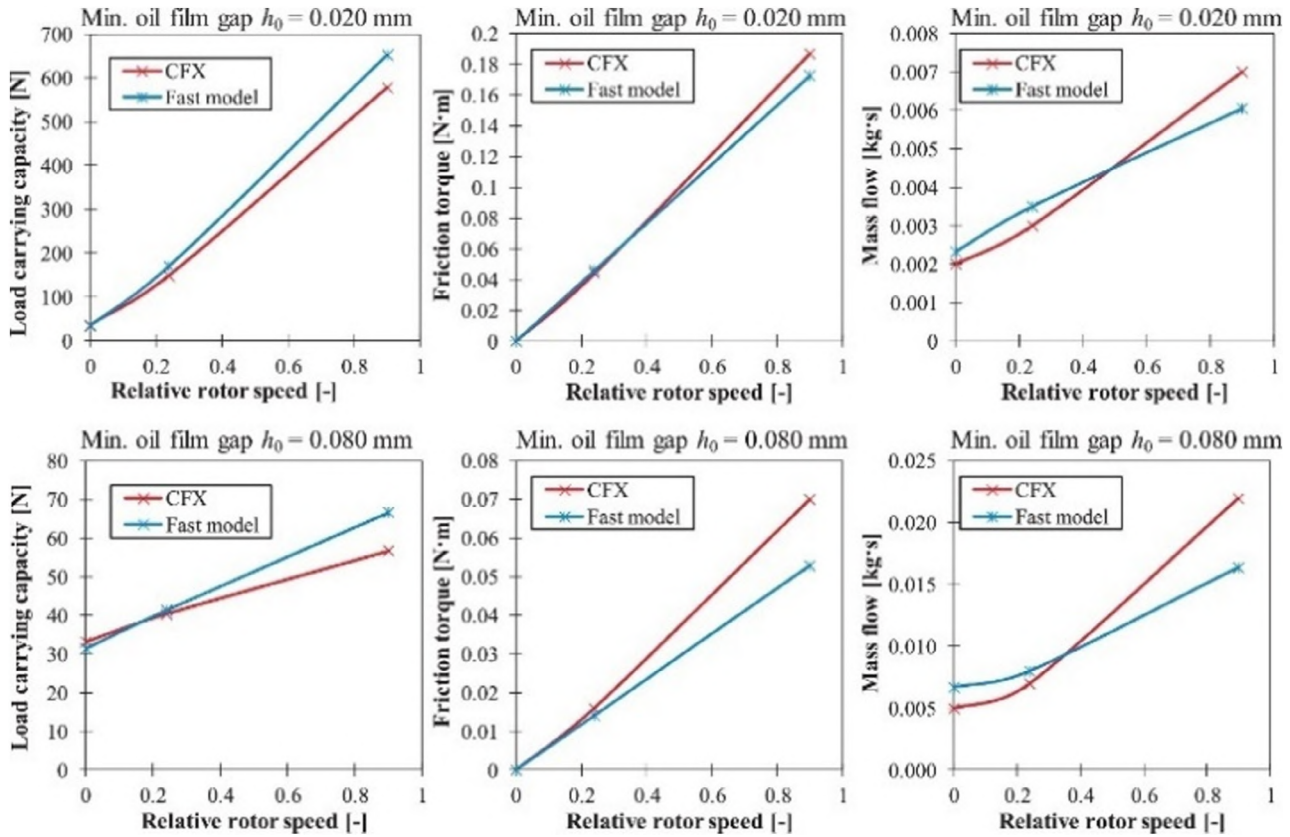 Min. oil film gap h₀ = 0.020 mm
Load carrying capacity [N]
700
600
500
400
300
200
100
0
CFX
Fast model
0 0.2 0.4 0.6 0.8 1
Relative rotor speed [-]
Min. oil film gap h₀ = 0.020 mm
Friction torque [N·m]
0.2
0.18
0.16
0.14
0.12
0.1
0.08
0.06
0.04
0.02
0
CFX
Fast model
0 0.2 0.4 0.6 0.8 1
Relative rotor speed [-]
Min. oil film gap h₀ = 0.020 mm
Mass flow [kg·s]
0.008
0.007
0.006
0.005
0.004
0.003
0.002
0.001
0
CFX
Fast model
0 0.2 0.4 0.6 0.8 1
Relative rotor speed [-]
Min. oil film gap h₀ = 0.080 mm
Load carrying capacity [N]
80
70
60
50
40
30
20
10
0
CFX
Fast model
0 0.2 0.4 0.6 0.8 1
Relative rotor speed [-]
Min. oil film gap h₀ = 0.080 mm
Friction torque [N·m]
0.08
0.07
0.06
0.05
0.04
0.03
0.02
0.01
0
CFX
Fast model
0 0.2 0.4 0.6 0.8 1
Relative rotor speed [-]
Min. oil film gap h₀ = 0.080 mm
Mass flow [kg·s]
0.025
0.020
0.015
0.010
0.005
0.000
CFX
Fast model
0 0.2 0.4 0.6 0.8 1
Relative rotor speed [-]